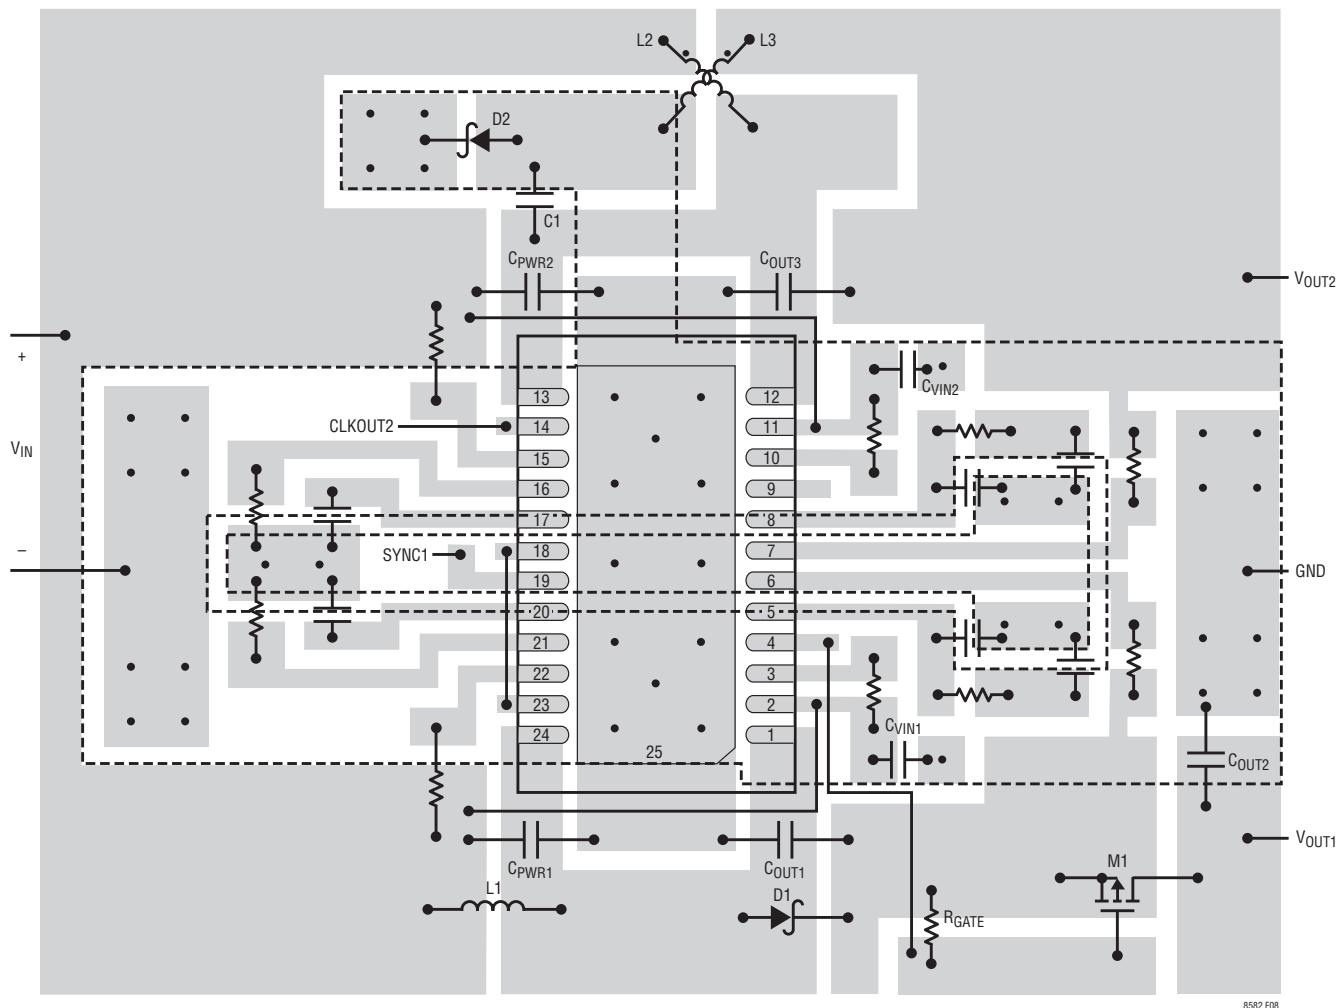 L2 L3
D2
C1
CPWR2 COUT3
VOUT2
+
CVIN2
13 12
CLKOUT2 14 11
VIN
15 10
16 9
17 8
–
SYNC1 18 7
GND
19 6
20 5
21 4
22 3
23 2
CVIN1
24 1
25
COUT2
VOUT1
CPWR1 COUT1
M1
L1
D1
RGATE
8582 F08